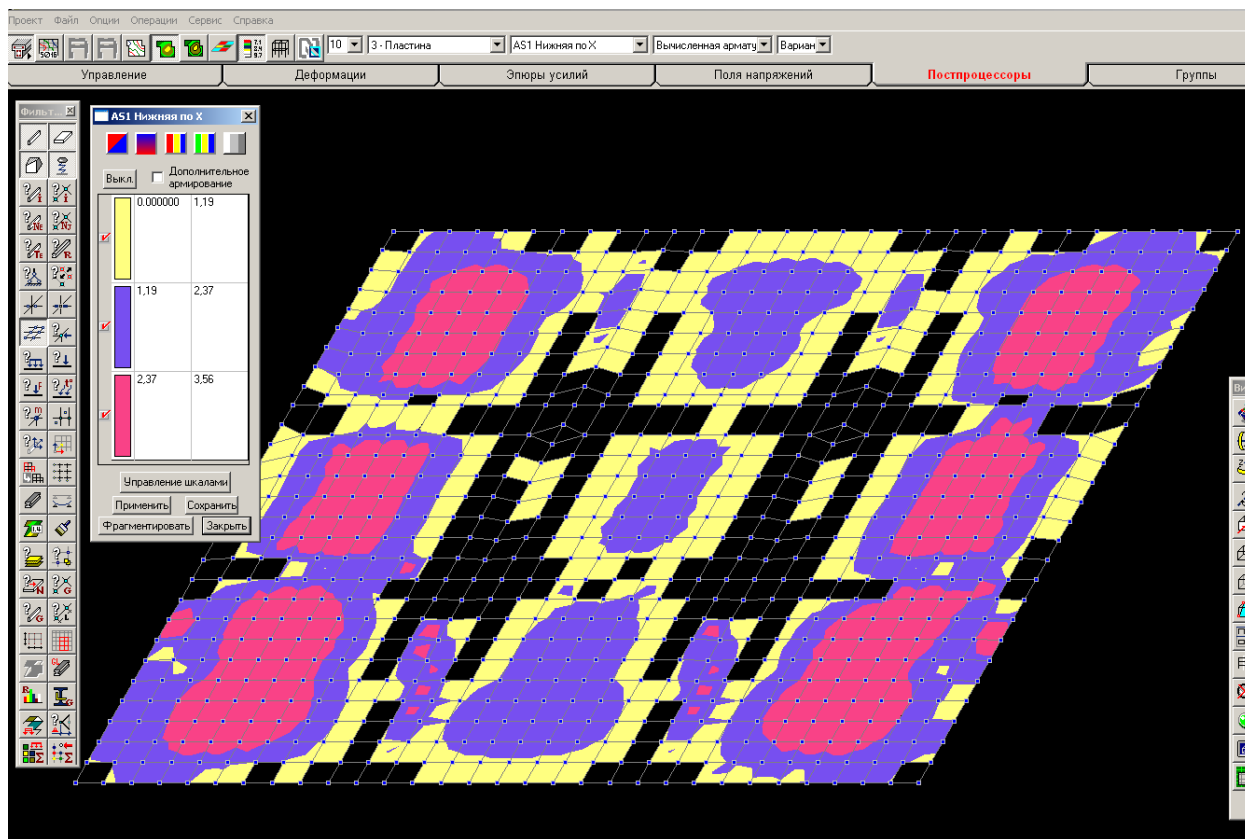 Проект Файл Опции Операции Сервис Справка
10 3 - Пластина AS1 Нижняя по X Вычисленная армату Вариан
Управление Деформации Эпюры усилий Поля напряжений Постпроцессоры Группы
Фильт...
AS1 Нижняя по X
Выкл. Дополнительное
армирование
0.000000 1,19
1,19 2,37
2,37 3,56
Управление шкалами
Применить Сохранить
Фрагментировать Закрыть
Ви